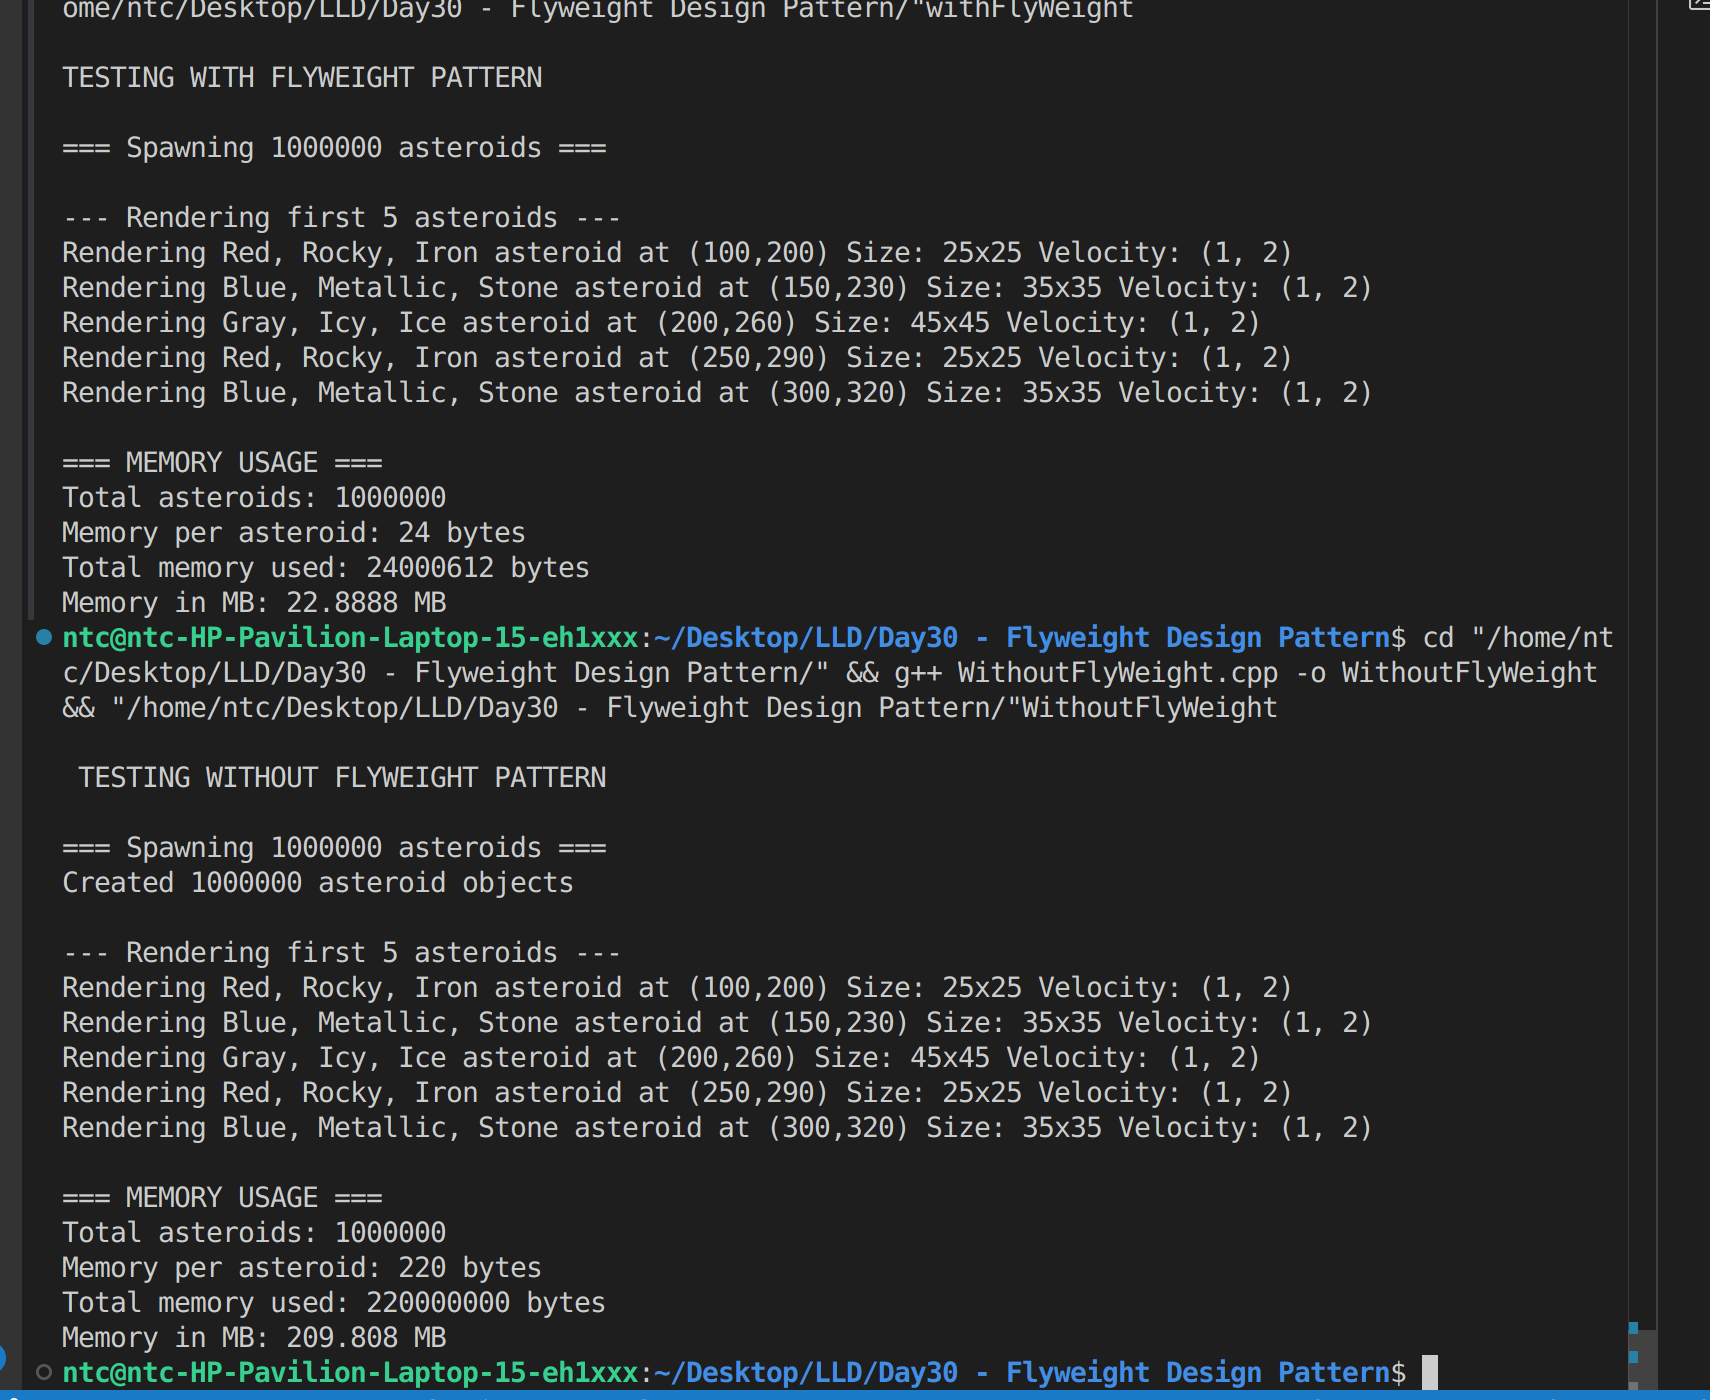 ome/ntc/Desktop/LLD/Day30 - Flyweight Design Pattern/"withFlyWeight
TESTING WITH FLYWEIGHT PATTERN
=== Spawning 1000000 asteroids ===
--- Rendering first 5 asteroids ---
Rendering Red, Rocky, Iron asteroid at (100,200) Size: 25x25 Velocity: (1, 2)
Rendering Blue, Metallic, Stone asteroid at (150,230) Size: 35x35 Velocity: (1, 2)
Rendering Gray, Icy, Ice asteroid at (200,260) Size: 45x45 Velocity: (1, 2)
Rendering Red, Rocky, Iron asteroid at (250,290) Size: 25x25 Velocity: (1, 2)
Rendering Blue, Metallic, Stone asteroid at (300,320) Size: 35x35 Velocity: (1, 2)
=== MEMORY USAGE ===
Total asteroids: 1000000
Memory per asteroid: 24 bytes
Total memory used: 24000612 bytes
Memory in MB: 22.8888 MB
ntc@ntc-HP-Pavilion-Laptop-15-eh1xxx:~/Desktop/LLD/Day30 - Flyweight Design Pattern$ cd "/home/nt
c/Desktop/LLD/Day30 - Flyweight Design Pattern/" && g++ WithoutFlyWeight.cpp -o WithoutFlyWeight
&& "/home/ntc/Desktop/LLD/Day30 - Flyweight Design Pattern/"WithoutFlyWeight
TESTING WITHOUT FLYWEIGHT PATTERN
=== Spawning 1000000 asteroids ===
Created 1000000 asteroid objects
--- Rendering first 5 asteroids ---
Rendering Red, Rocky, Iron asteroid at (100,200) Size: 25x25 Velocity: (1, 2)
Rendering Blue, Metallic, Stone asteroid at (150,230) Size: 35x35 Velocity: (1, 2)
Rendering Gray, Icy, Ice asteroid at (200,260) Size: 45x45 Velocity: (1, 2)
Rendering Red, Rocky, Iron asteroid at (250,290) Size: 25x25 Velocity: (1, 2)
Rendering Blue, Metallic, Stone asteroid at (300,320) Size: 35x35 Velocity: (1, 2)
=== MEMORY USAGE ===
Total asteroids: 1000000
Memory per asteroid: 220 bytes
Total memory used: 220000000 bytes
Memory in MB: 209.808 MB
ntc@ntc-HP-Pavilion-Laptop-15-eh1xxx:~/Desktop/LLD/Day30 - Flyweight Design Pattern$